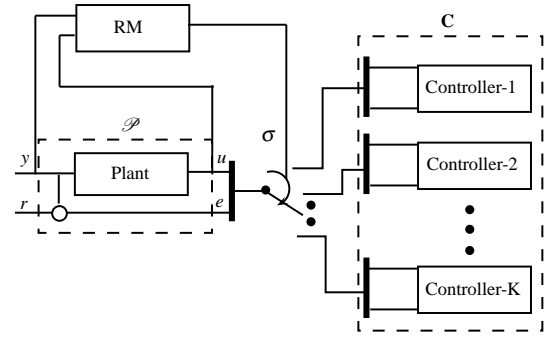 C
RM
Controller-1
𝒫
σ
y
Plant
u
Controller-2
r
e
Controller-K